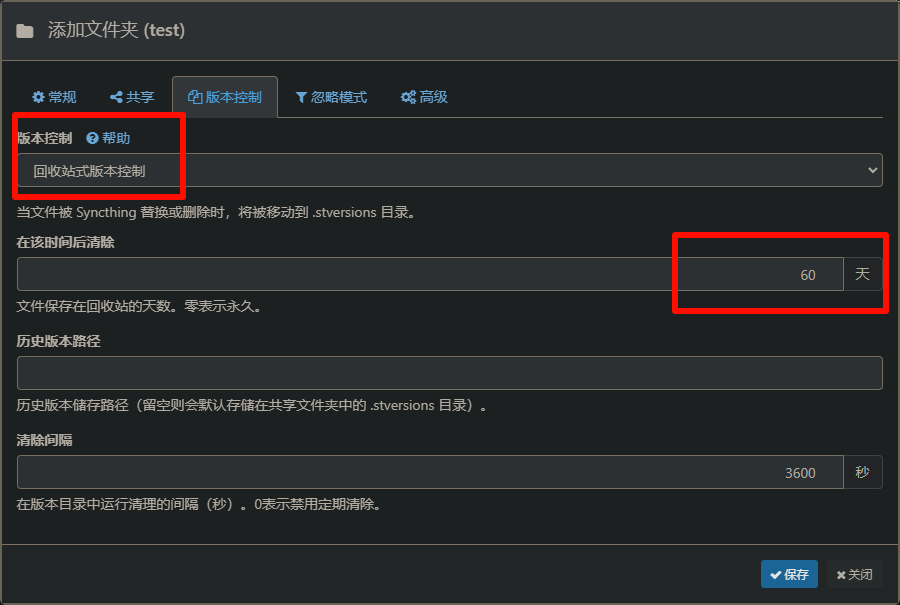 添加文件夹 (test)
常规 共享 版本控制 忽略模式 高级
版本控制 帮助
回收站式版本控制
当文件被 Syncthing 替换或删除时，将被移动到 .stversions 目录。
在该时间后清除
60 天
文件保存在回收站的天数。零表示永久。
历史版本路径
历史版本储存路径（留空则会默认存储在共享文件夹中的 .stversions 目录）。
清除间隔
3600 秒
在版本目录中运行清理的间隔（秒）。0表示禁用定期清除。
保存 关闭